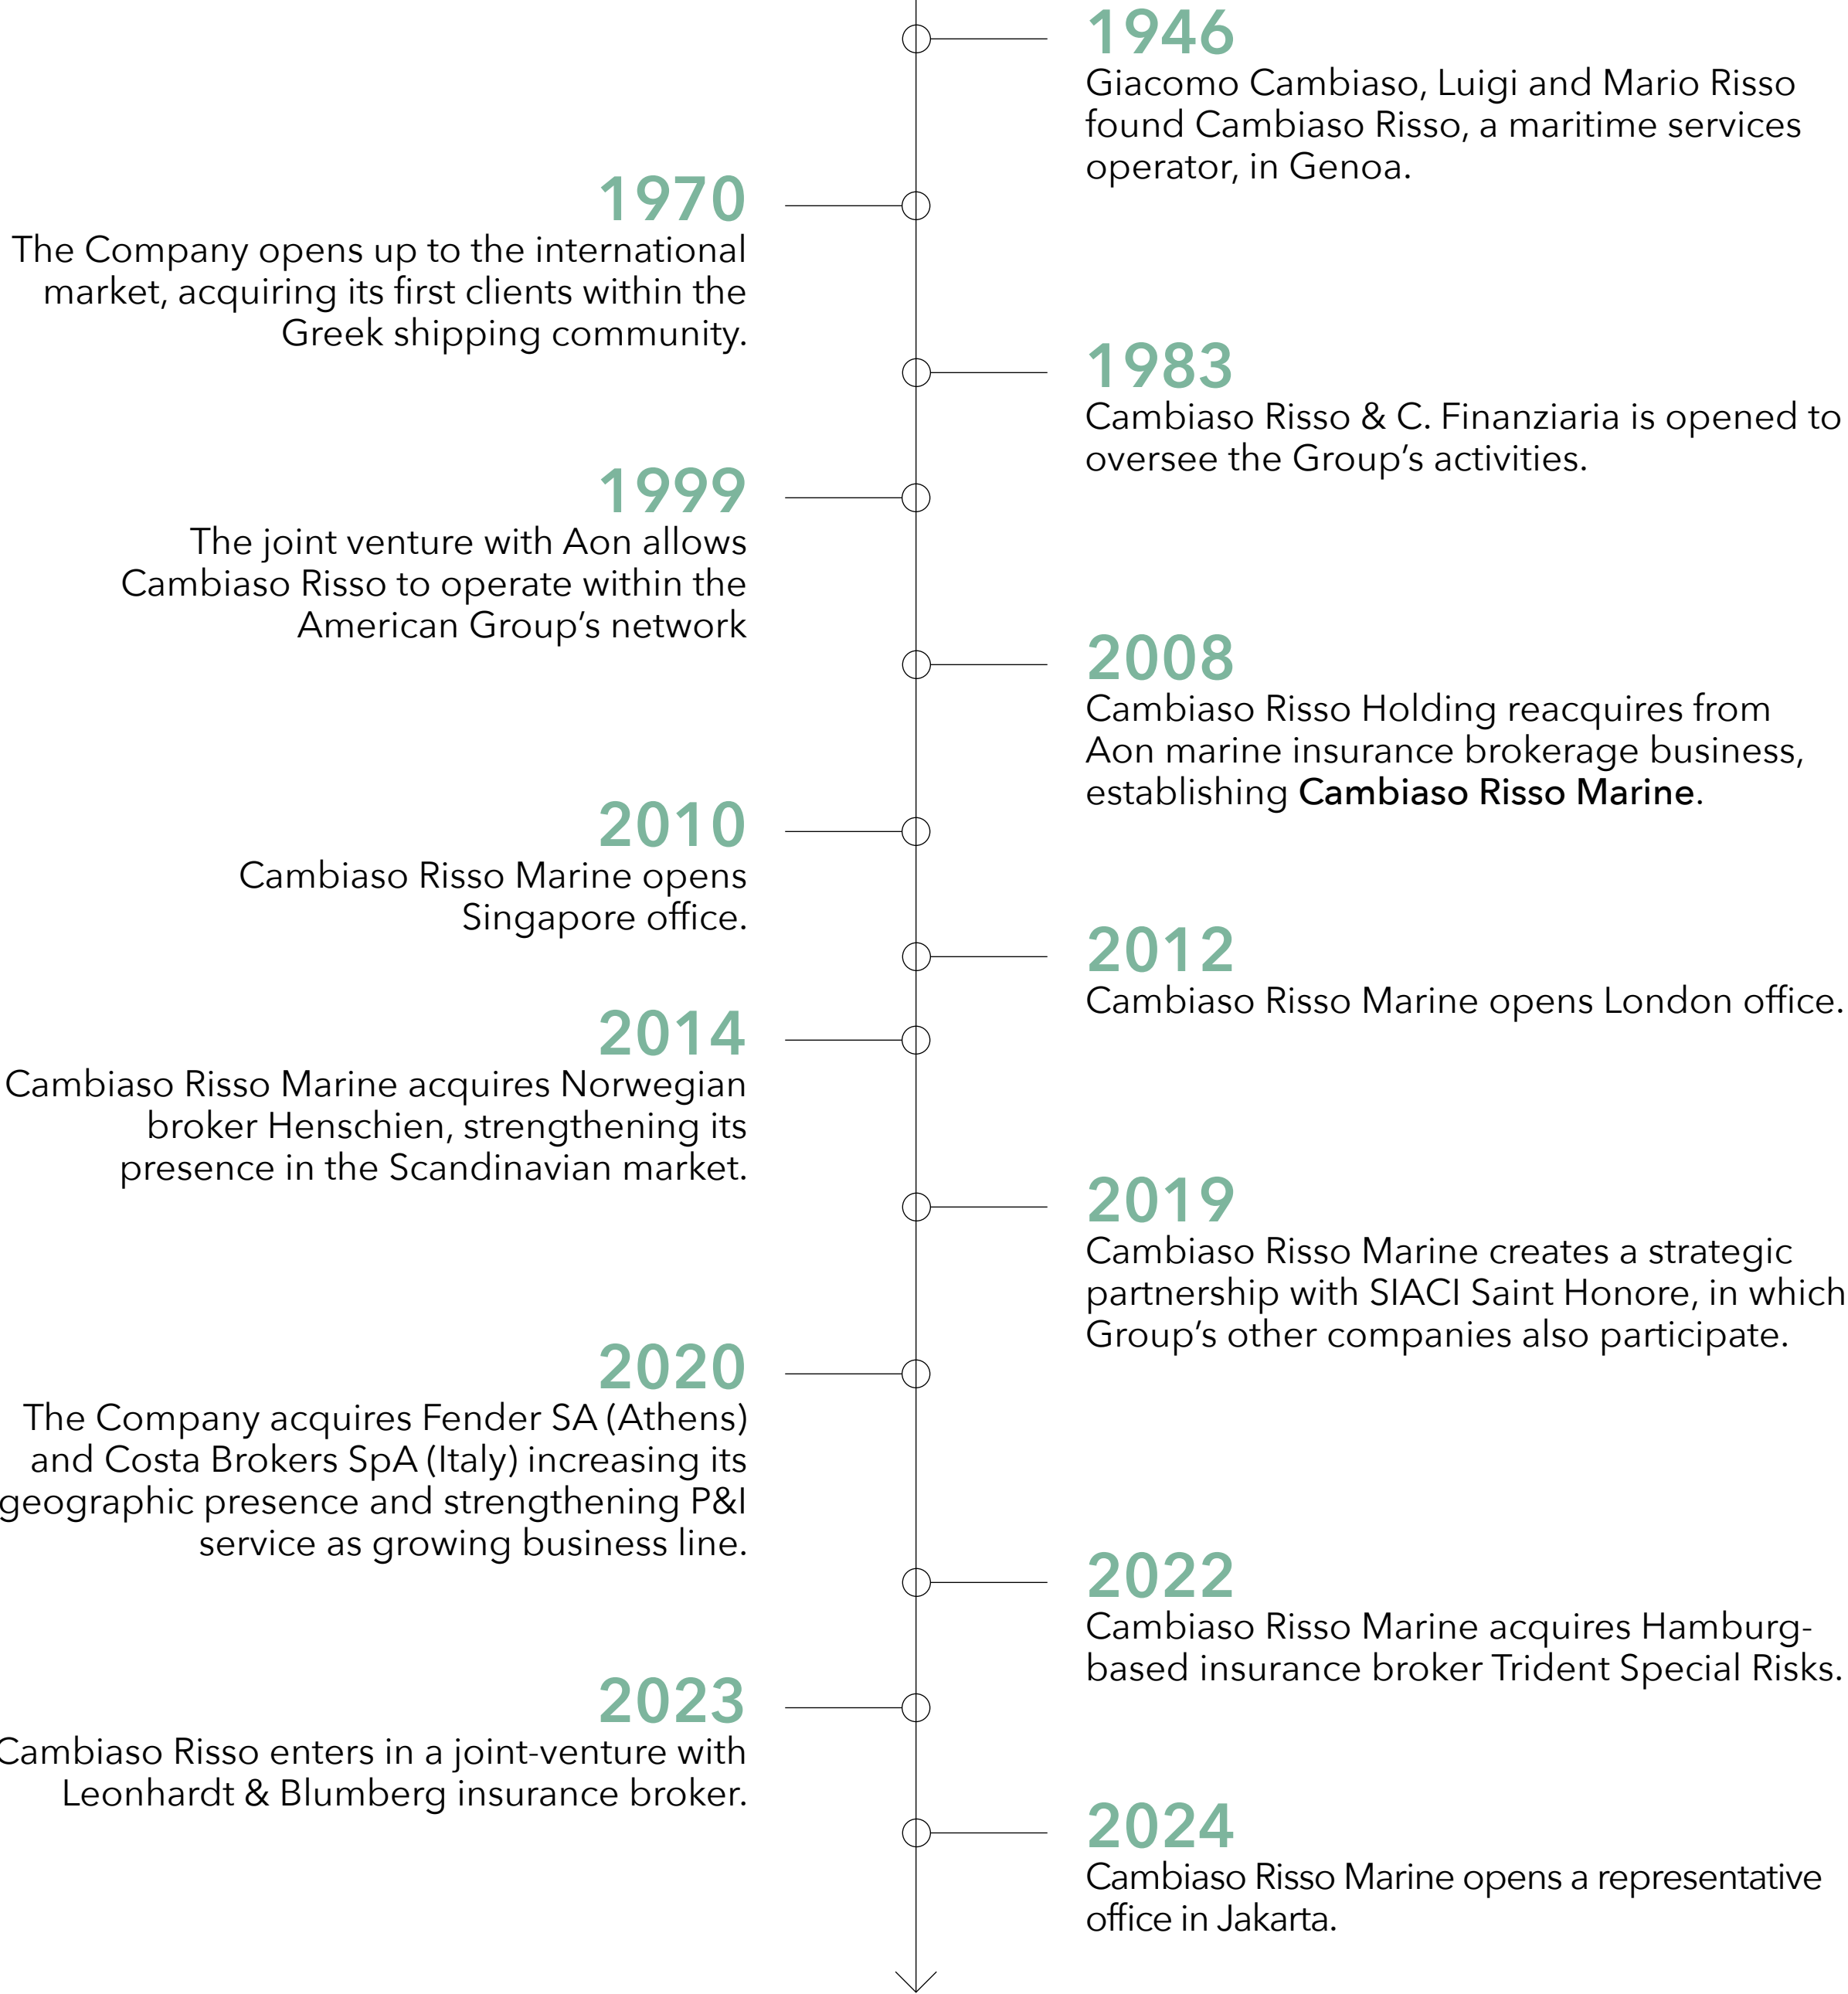 1946
Giacomo Cambiaso, Luigi and Mario Risso
found Cambiaso Risso, a maritime services
operator, in Genoa.
1970
The Company opens up to the international
market, acquiring its first clients within the
Greek shipping community.
1983
Cambiaso Risso & C. Finanziaria is opened to
oversee the Group’s activities.
1999
The joint venture with Aon allows
Cambiaso Risso to operate within the
American Group’s network
2008
Cambiaso Risso Holding reacquires from
Aon marine insurance brokerage business,
establishing Cambiaso Risso Marine.
2010
Cambiaso Risso Marine opens
Singapore office.
2012
Cambiaso Risso Marine opens London office.
2014
Cambiaso Risso Marine acquires Norwegian
broker Henschien, strengthening its
presence in the Scandinavian market.
2019
Cambiaso Risso Marine creates a strategic
partnership with SIACI Saint Honore, in which
Group’s other companies also participate.
2020
The Company acquires Fender SA (Athens)
and Costa Brokers SpA (Italy) increasing its
geographic presence and strengthening P&I
service as growing business line.
2022
Cambiaso Risso Marine acquires Hamburg-
based insurance broker Trident Special Risks.
2023
Cambiaso Risso enters in a joint-venture with
Leonhardt & Blumberg insurance broker.
2024
Cambiaso Risso Marine opens a representative
office in Jakarta.